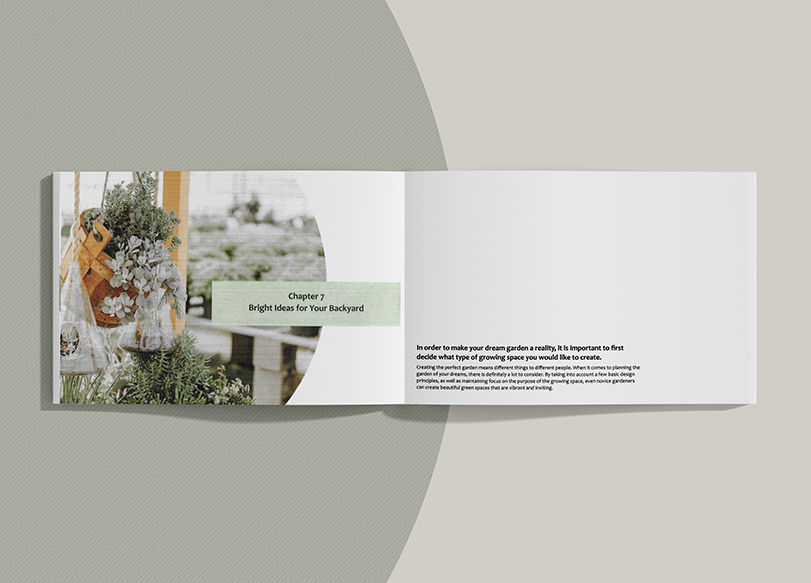 Chapter 7
Bright Ideas for Your Backyard
In order to make your dream garden a reality, it is important to first
decide what type of growing space you would like to create.
Creating the perfect garden means different things to different people. When it comes to planning the
garden of your dreams, there is definitely a lot to consider. By taking into account a few basic design
principles, as well as maintaining focus on the purpose of the growing space, even novice gardeners
can create beautiful green spaces that are vibrant and inviting.